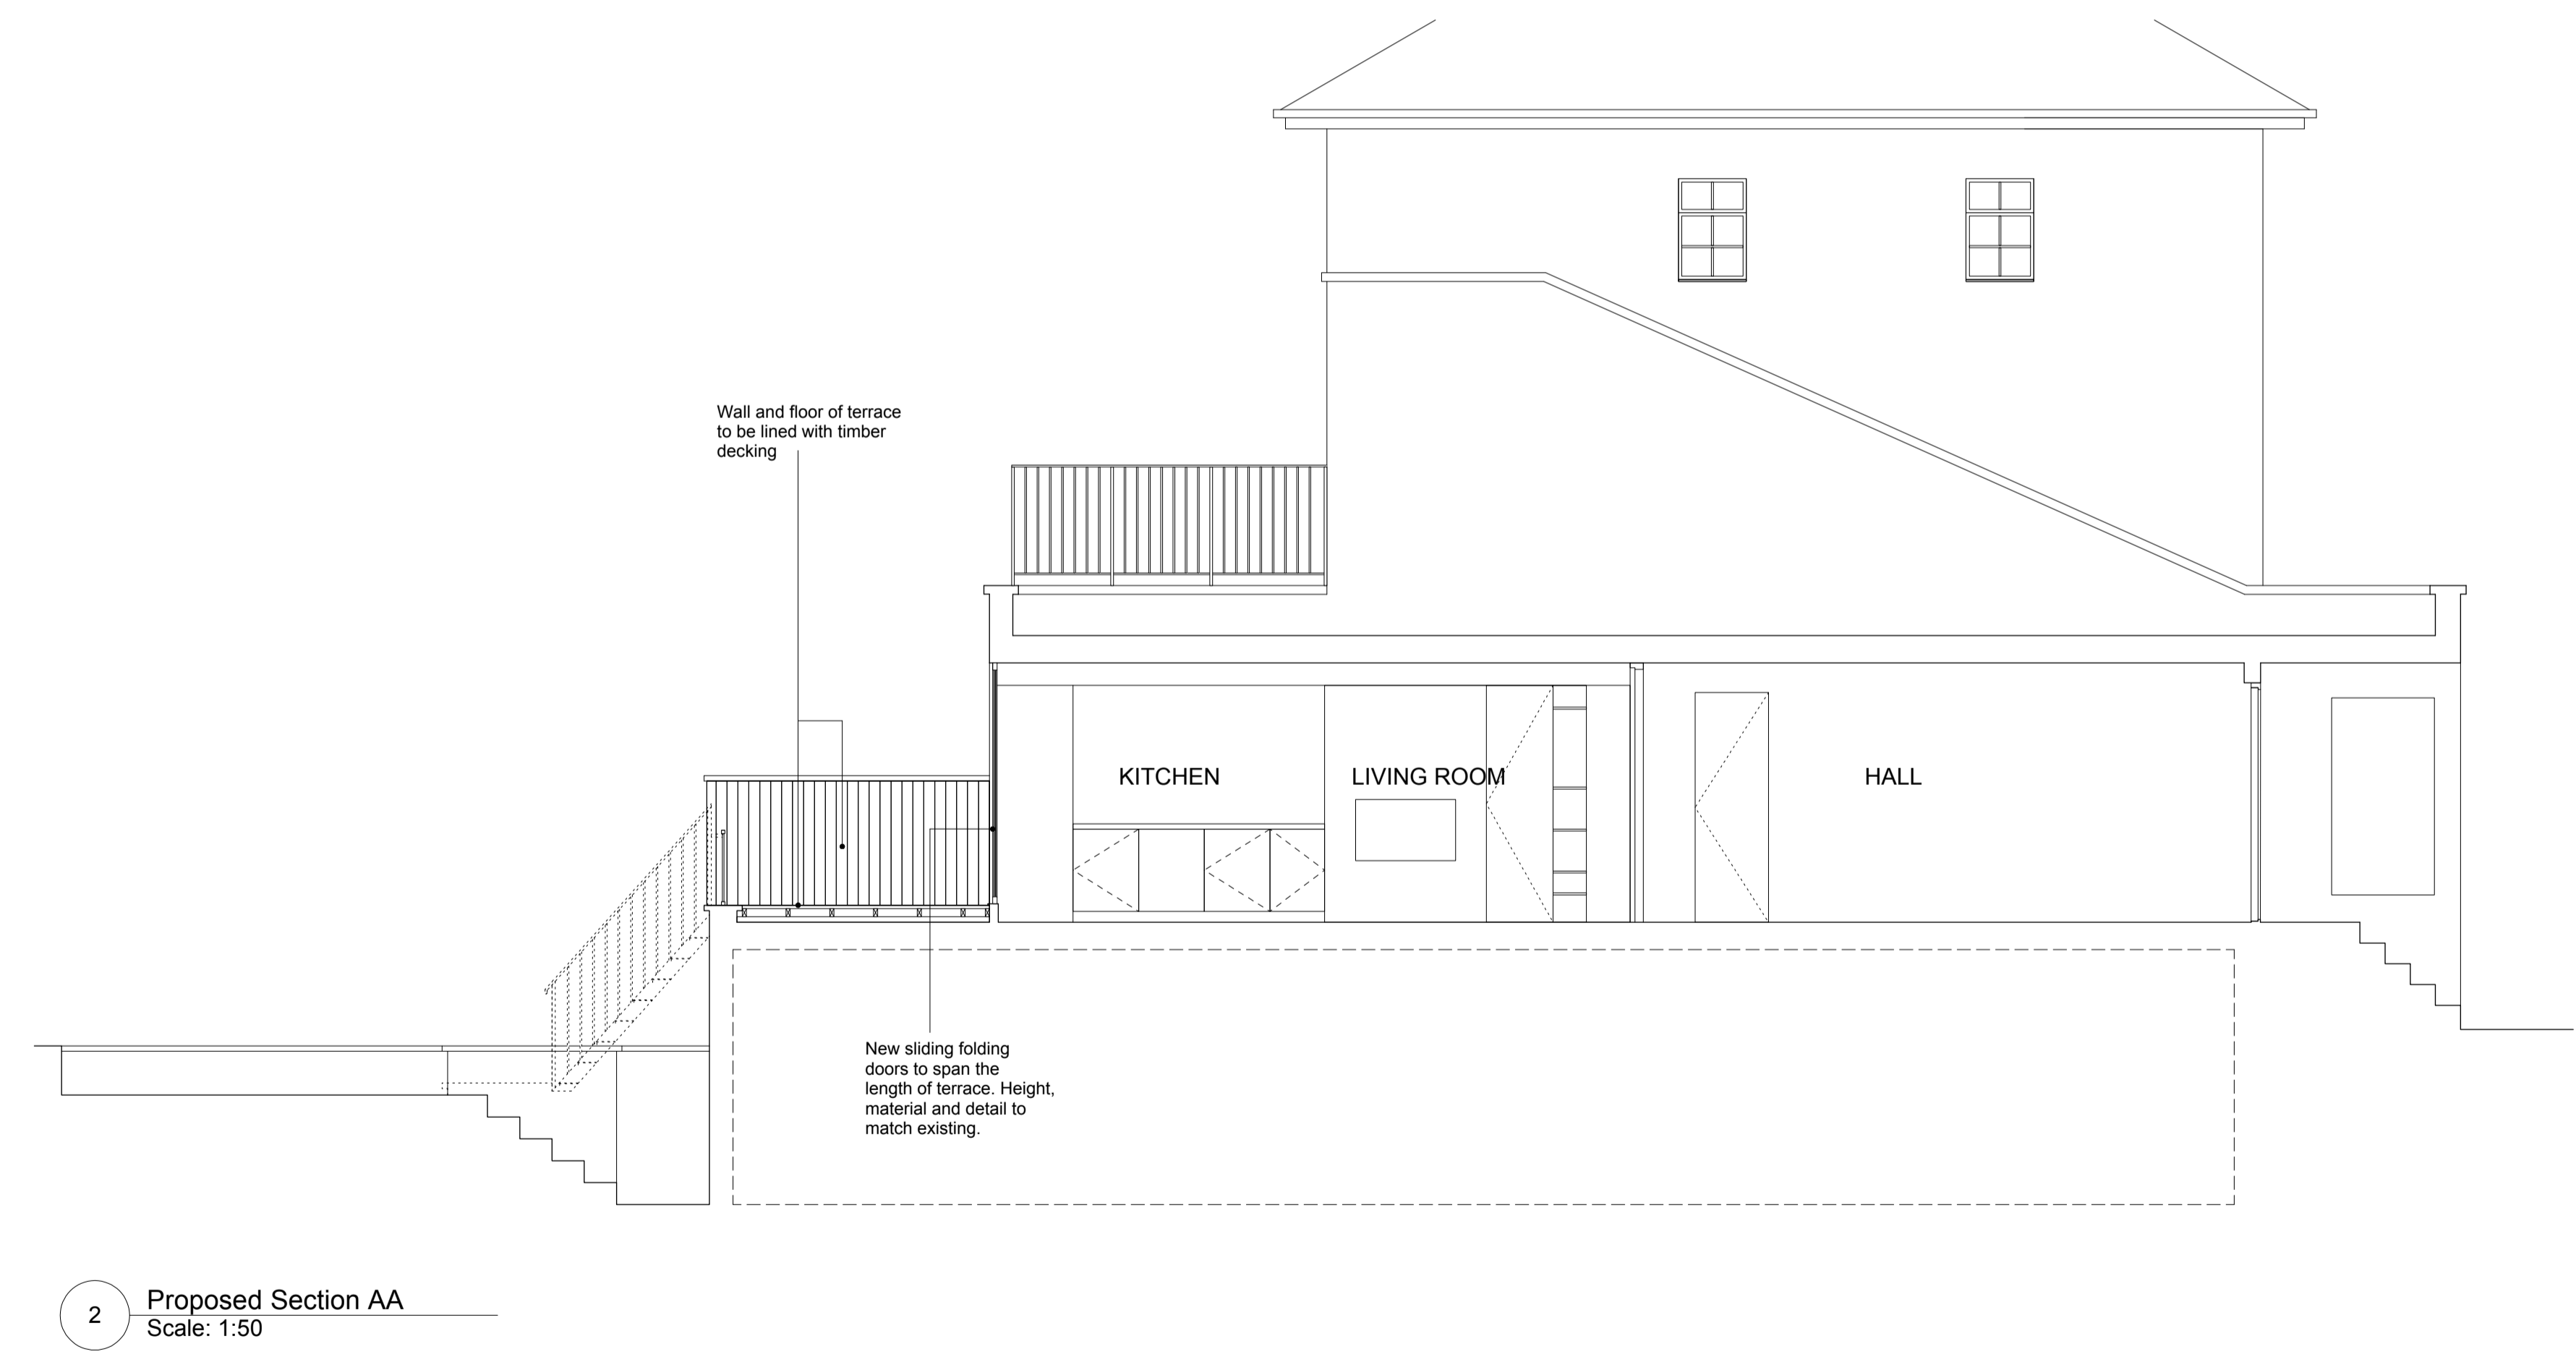 Wall and floor of terrace
to be lined with timber
decking
KITCHEN
LIVING ROOM
HALL
New sliding folding
doors to span the
length of terrace. Height,
material and detail to
match existing.
2
Proposed Section AA
Scale: 1:50